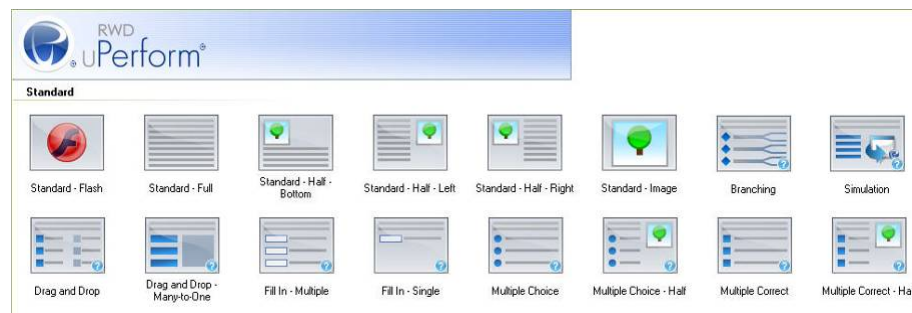 RWD
uPerform®
Standard
Standard - Flash
Standard - Full
Standard - Half -
Bottom
Standard - Half - Left
Standard - Half - Right
Standard - Image
Branching
Simulation
Drag and Drop
Drag and Drop -
Many-to-One
Fill In - Multiple
Fill In - Single
Multiple Choice
Multiple Choice - Half
Multiple Correct
Multiple Correct - Ha